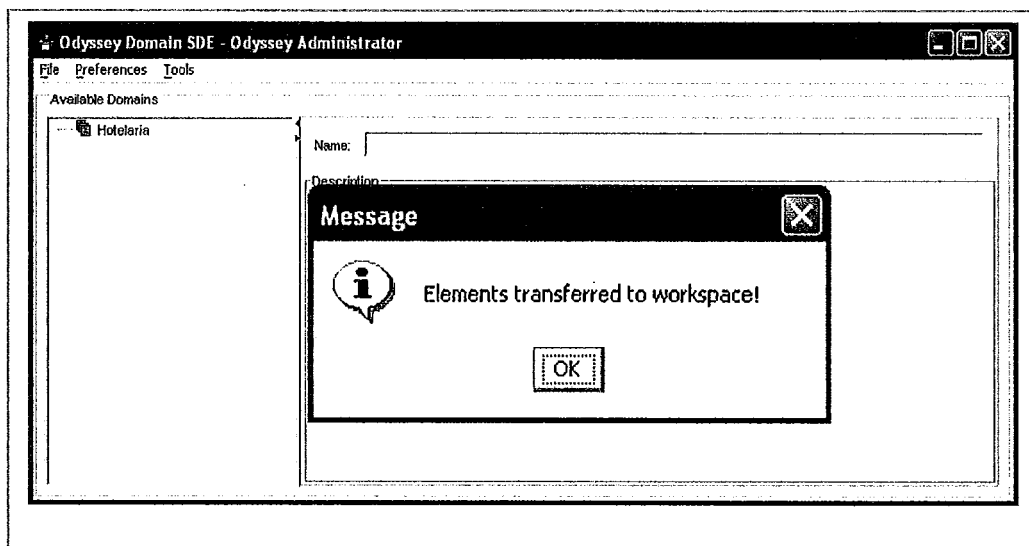 Odyssey Domain SDE - Odyssey Administrator
File Preferences Tools
Available Domains
Hotelaria
Name:
Description
Message
Elements transferred to workspace!
OK